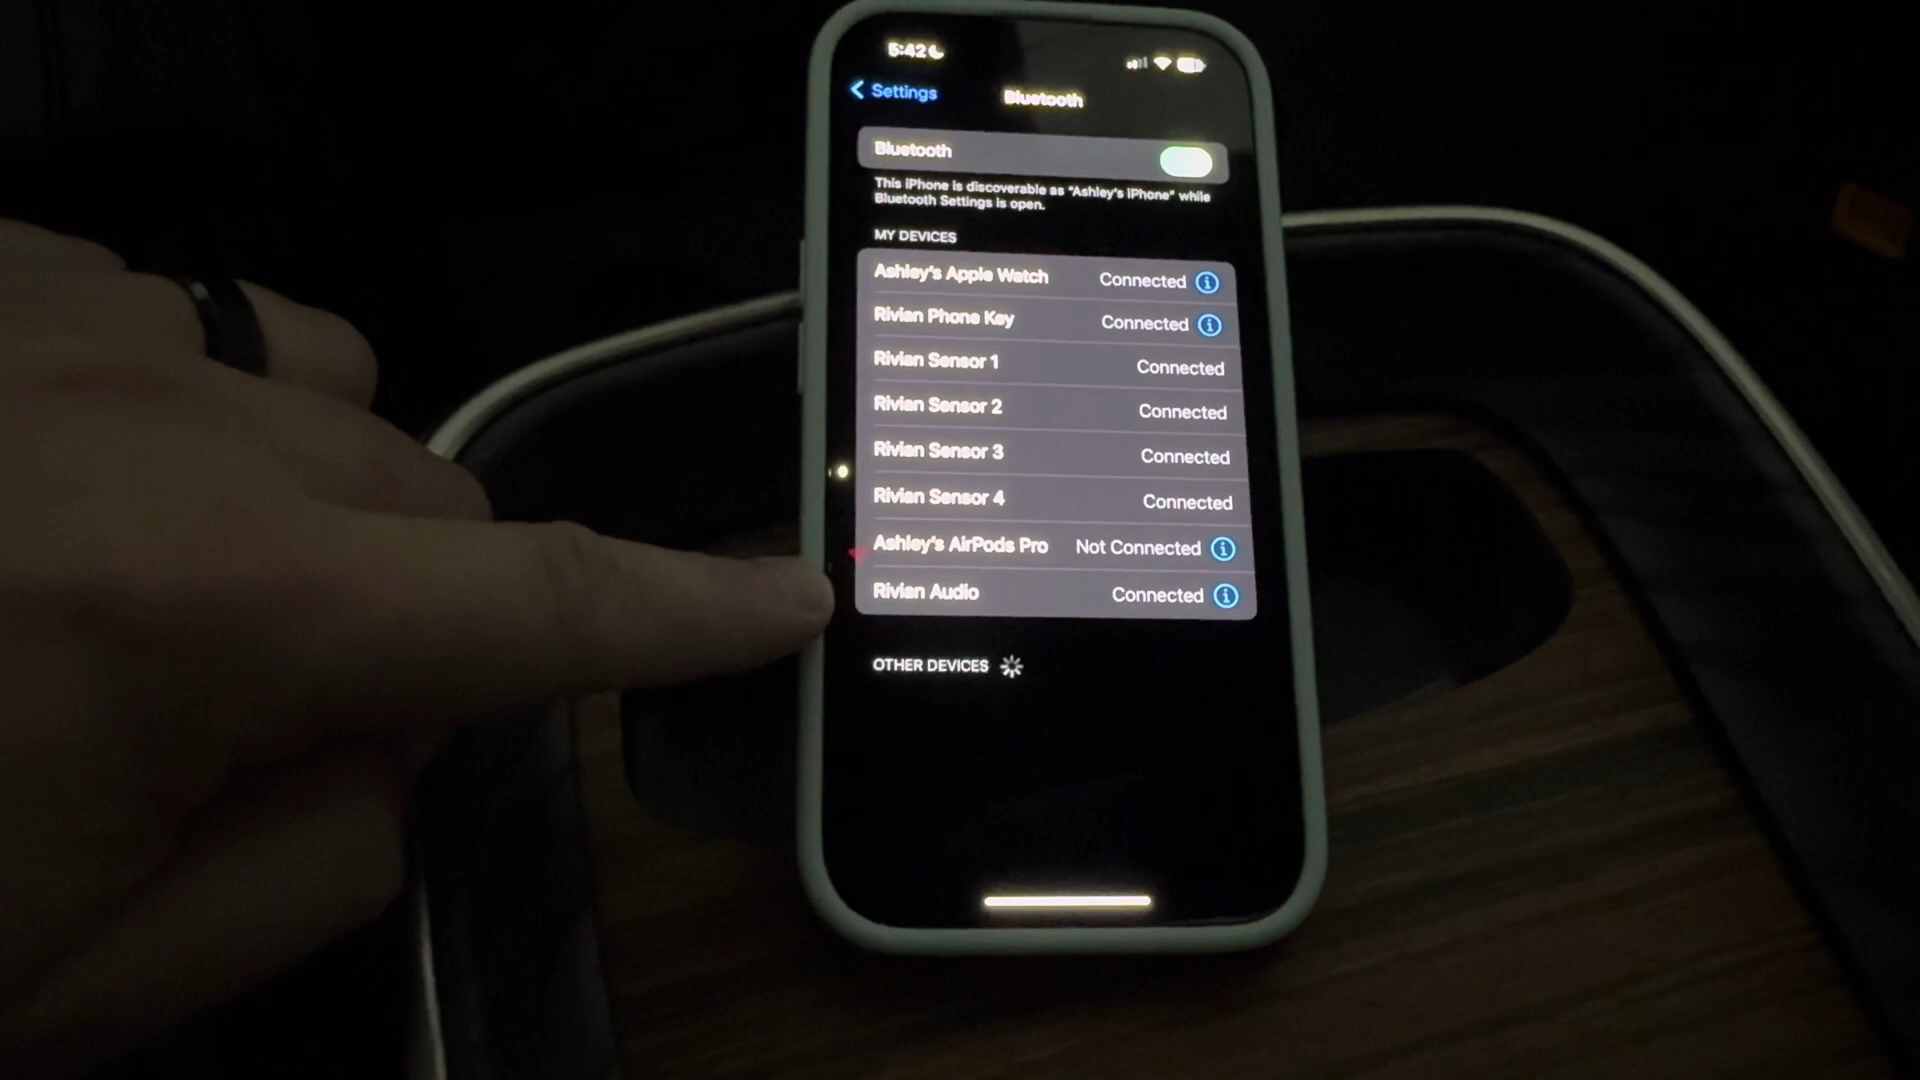 5:42
Settings
Bluetooth
Bluetooth
This iPhone is discoverable as "Ashley's iPhone" while
Bluetooth Settings is open.
MY DEVICES
Ashley's Apple Watch Connected
Rivian Phone Key Connected
Rivian Sensor 1 Connected
Rivian Sensor 2 Connected
Rivian Sensor 3 Connected
Rivian Sensor 4 Connected
Ashley's AirPods Pro Not Connected
Rivian Audio Connected
OTHER DEVICES